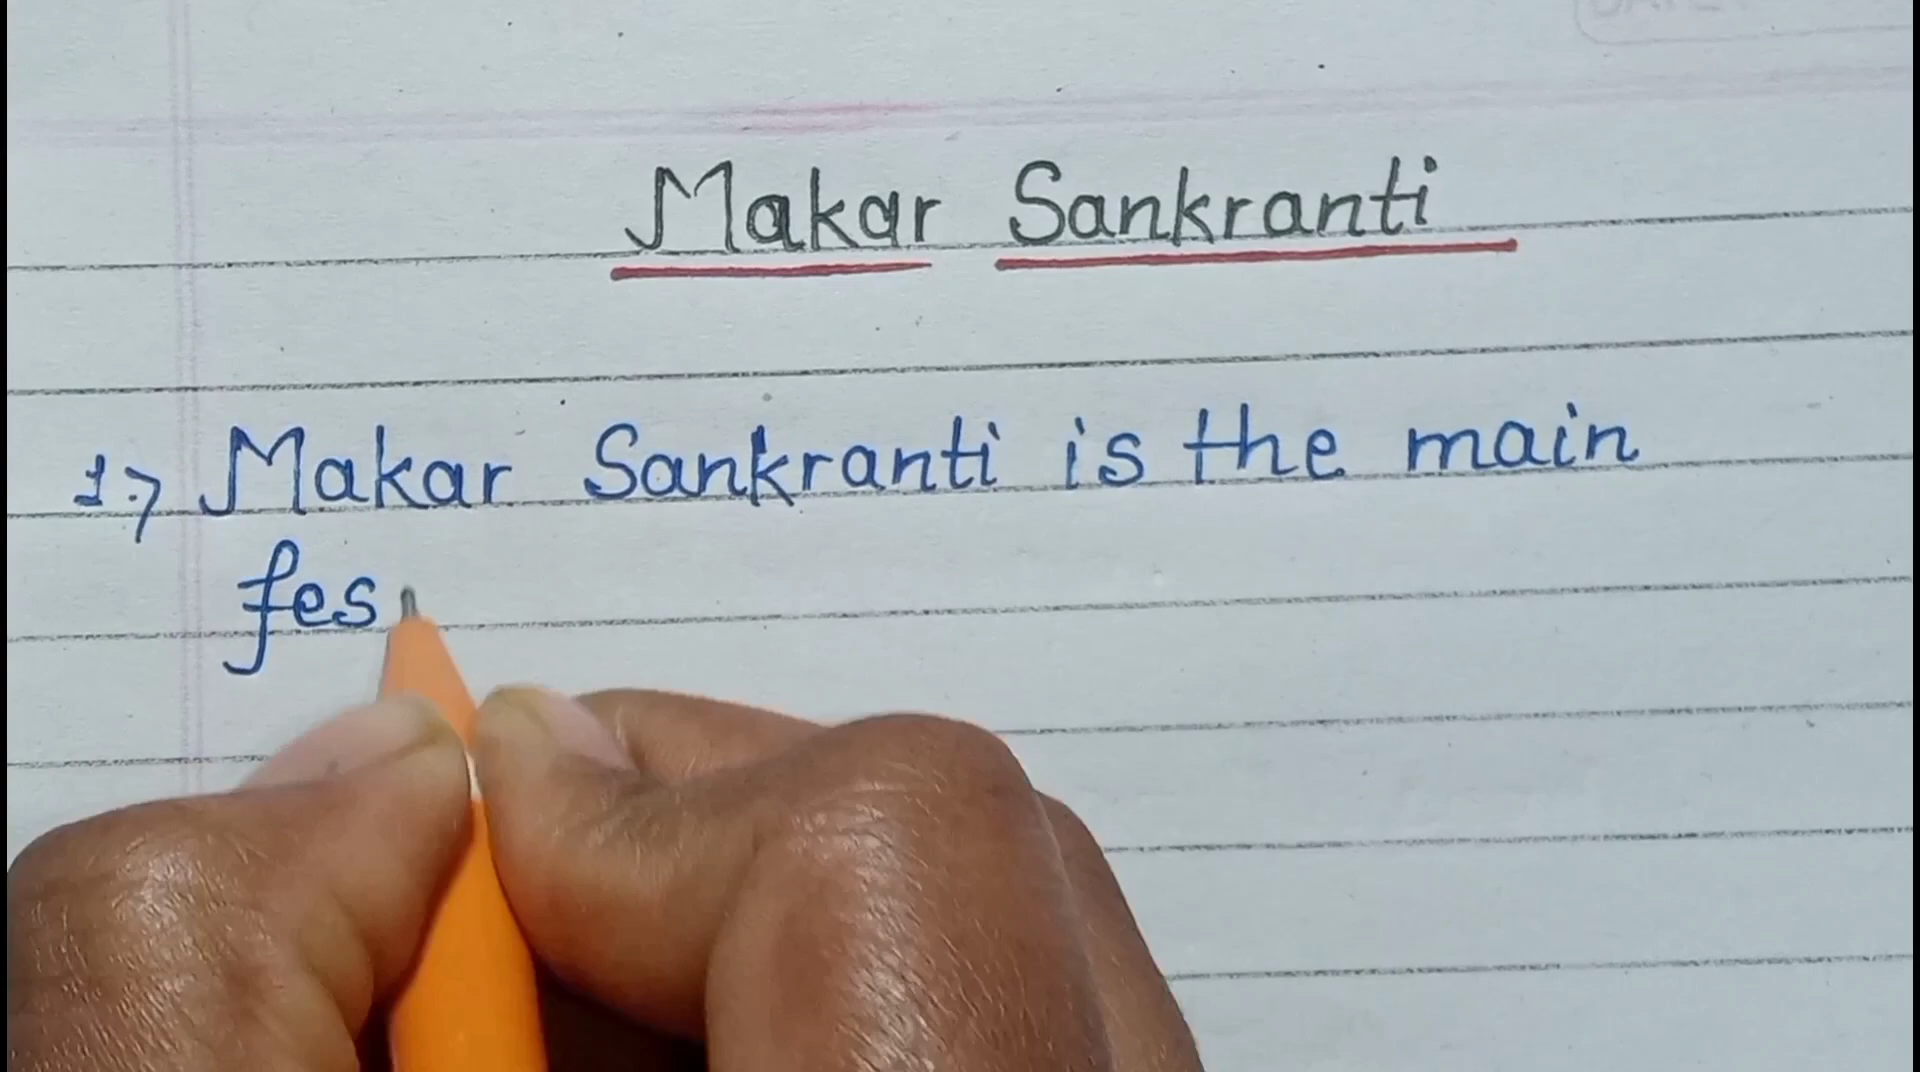 Makar Sankranti
1.) Makar Sankranti is the main
fes